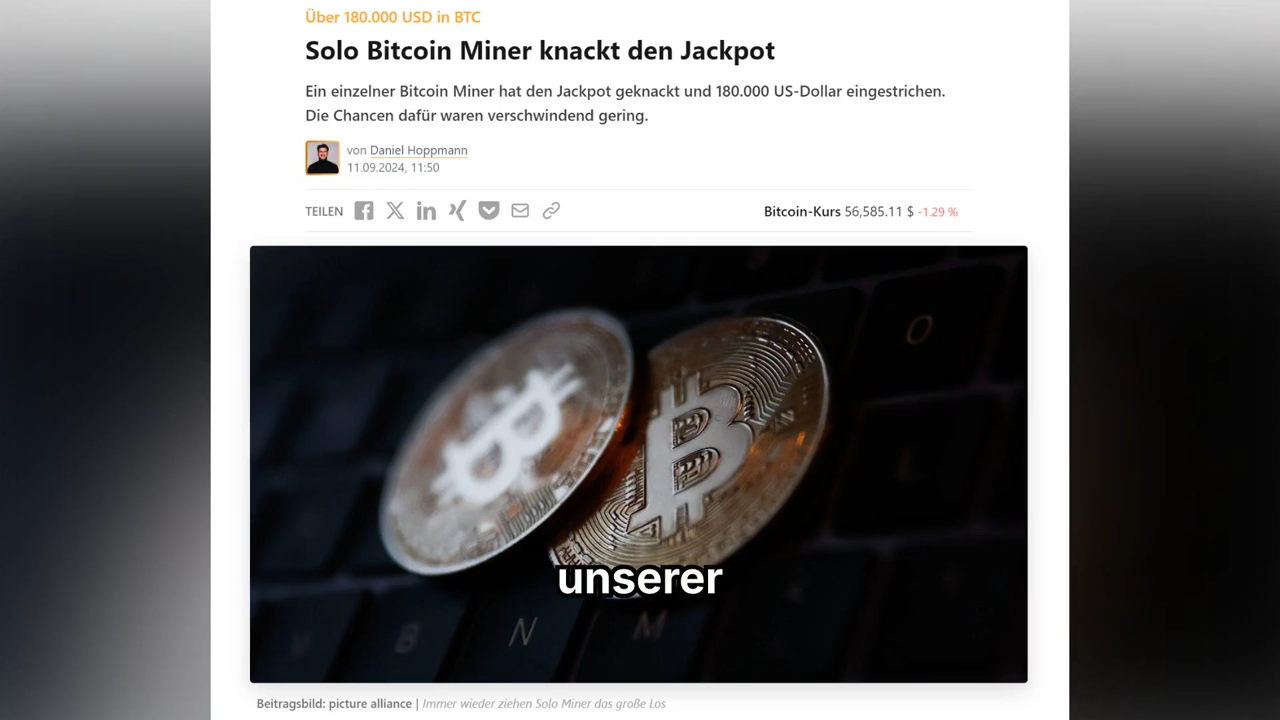 Über 180.000 USD in BTC
Solo Bitcoin Miner knackt den Jackpot
Ein einzelner Bitcoin Miner hat den Jackpot geknackt und 180.000 US-Dollar eingestrichen.
Die Chancen dafür waren verschwindend gering.
von Daniel Hoppmann
11.09.2024, 11:50
TEILEN
Bitcoin-Kurs 56,585.11 $ -1.29 %
O
L
unserer
V B N M
Beitragsbild: picture alliance | Immer wieder ziehen Solo Miner das große Los